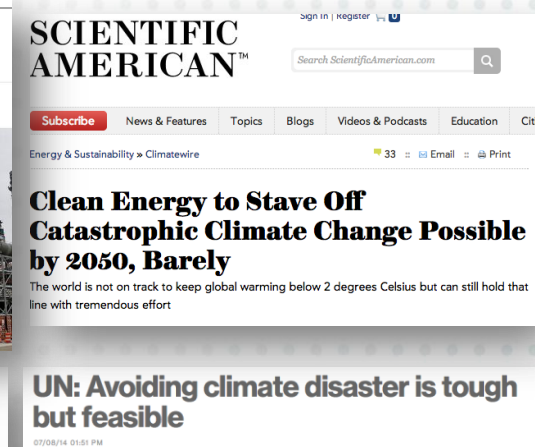 SCIENTIFIC
AMERICAN™
Sign In | Register 0
Search ScientificAmerican.com
Subscribe News & Features Topics Blogs Videos & Podcasts Education Cit
Energy & Sustainability » Climatewire 33 :: Email :: Print
Clean Energy to Stave Off
Catastrophic Climate Change Possible
by 2050, Barely
The world is not on track to keep global warming below 2 degrees Celsius but can still hold that
line with tremendous effort
UN: Avoiding climate disaster is tough
but feasible
07/08/14 01:51 PM